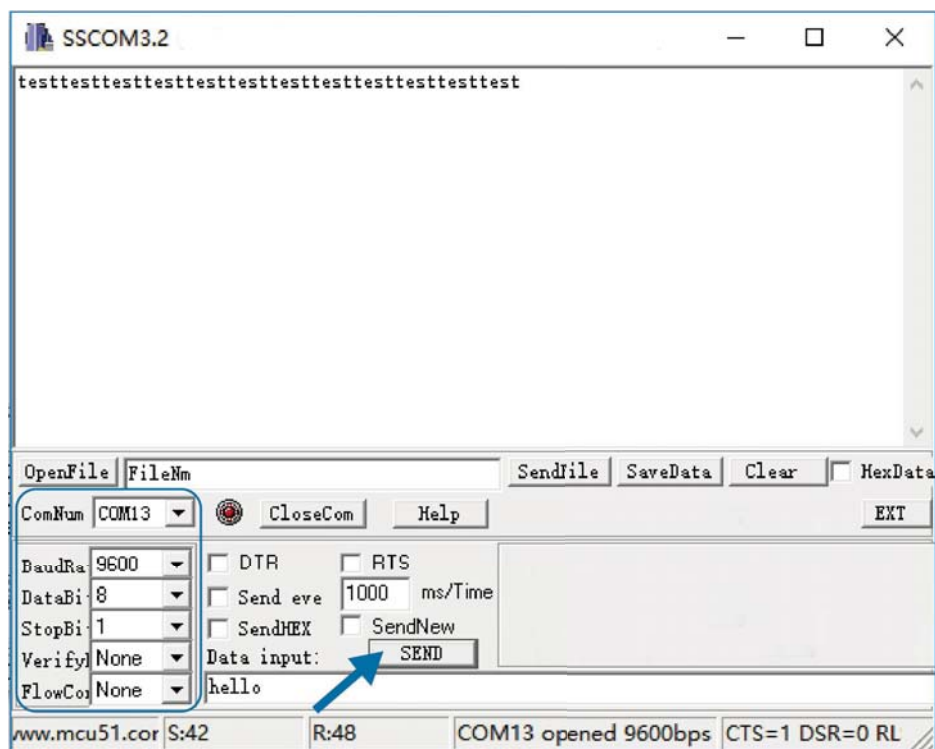 SSCOM3.2
testtesttesttesttesttesttesttesttesttesttesttest
OpenFile FileNm SendFile SaveData Clear HexData
ComNum COM13 CloseCom Help EXT
BaudRa 9600 DTR RTS
DataBi 8 Send eve 1000 ms/Time
StopBi 1 SendHEX SendNew
Verify None Data input: SEND
FlowCo None hello
www.mcu51.cor S:42 R:48 COM13 opened 9600bps CTS=1 DSR=0 RL